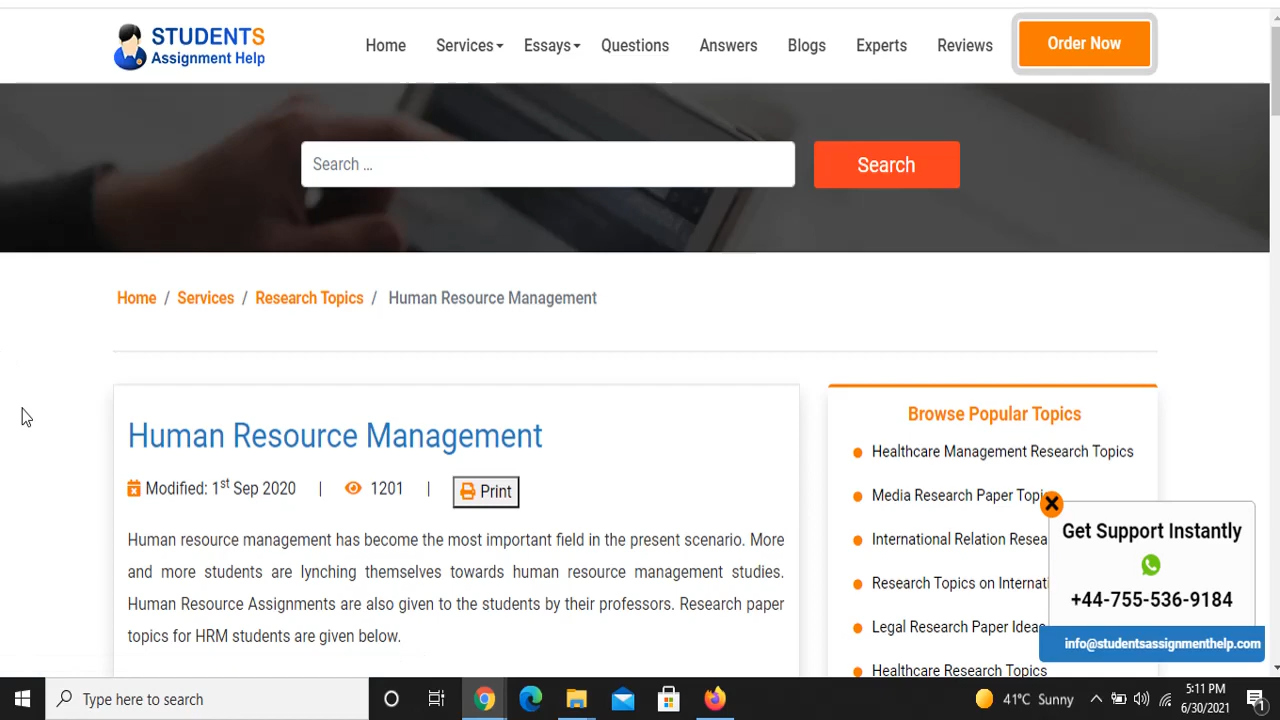 STUDENTS
Assignment Help
Home Services Essays Questions Answers Blogs Experts Reviews Order Now
Search ... Search
Home / Services / Research Topics / Human Resource Management
Human Resource Management
Modified: 1st Sep 2020 | 1201 | Print
Human resource management has become the most important field in the present scenario. More
and more students are lynching themselves towards human resource management studies.
Human Resource Assignments are also given to the students by their professors. Research paper
topics for HRM students are given below.
Browse Popular Topics
Healthcare Management Research Topics
Media Research Paper
International Relation
Research Topics on
Legal Research Paper Ideas
Healthcare Research Topics
Get Support Instantly
+44-755-536-9184
info@studentsassignmenthelp.com
Type here to search
41°C Sunny
5:11 PM
6/30/2021
1